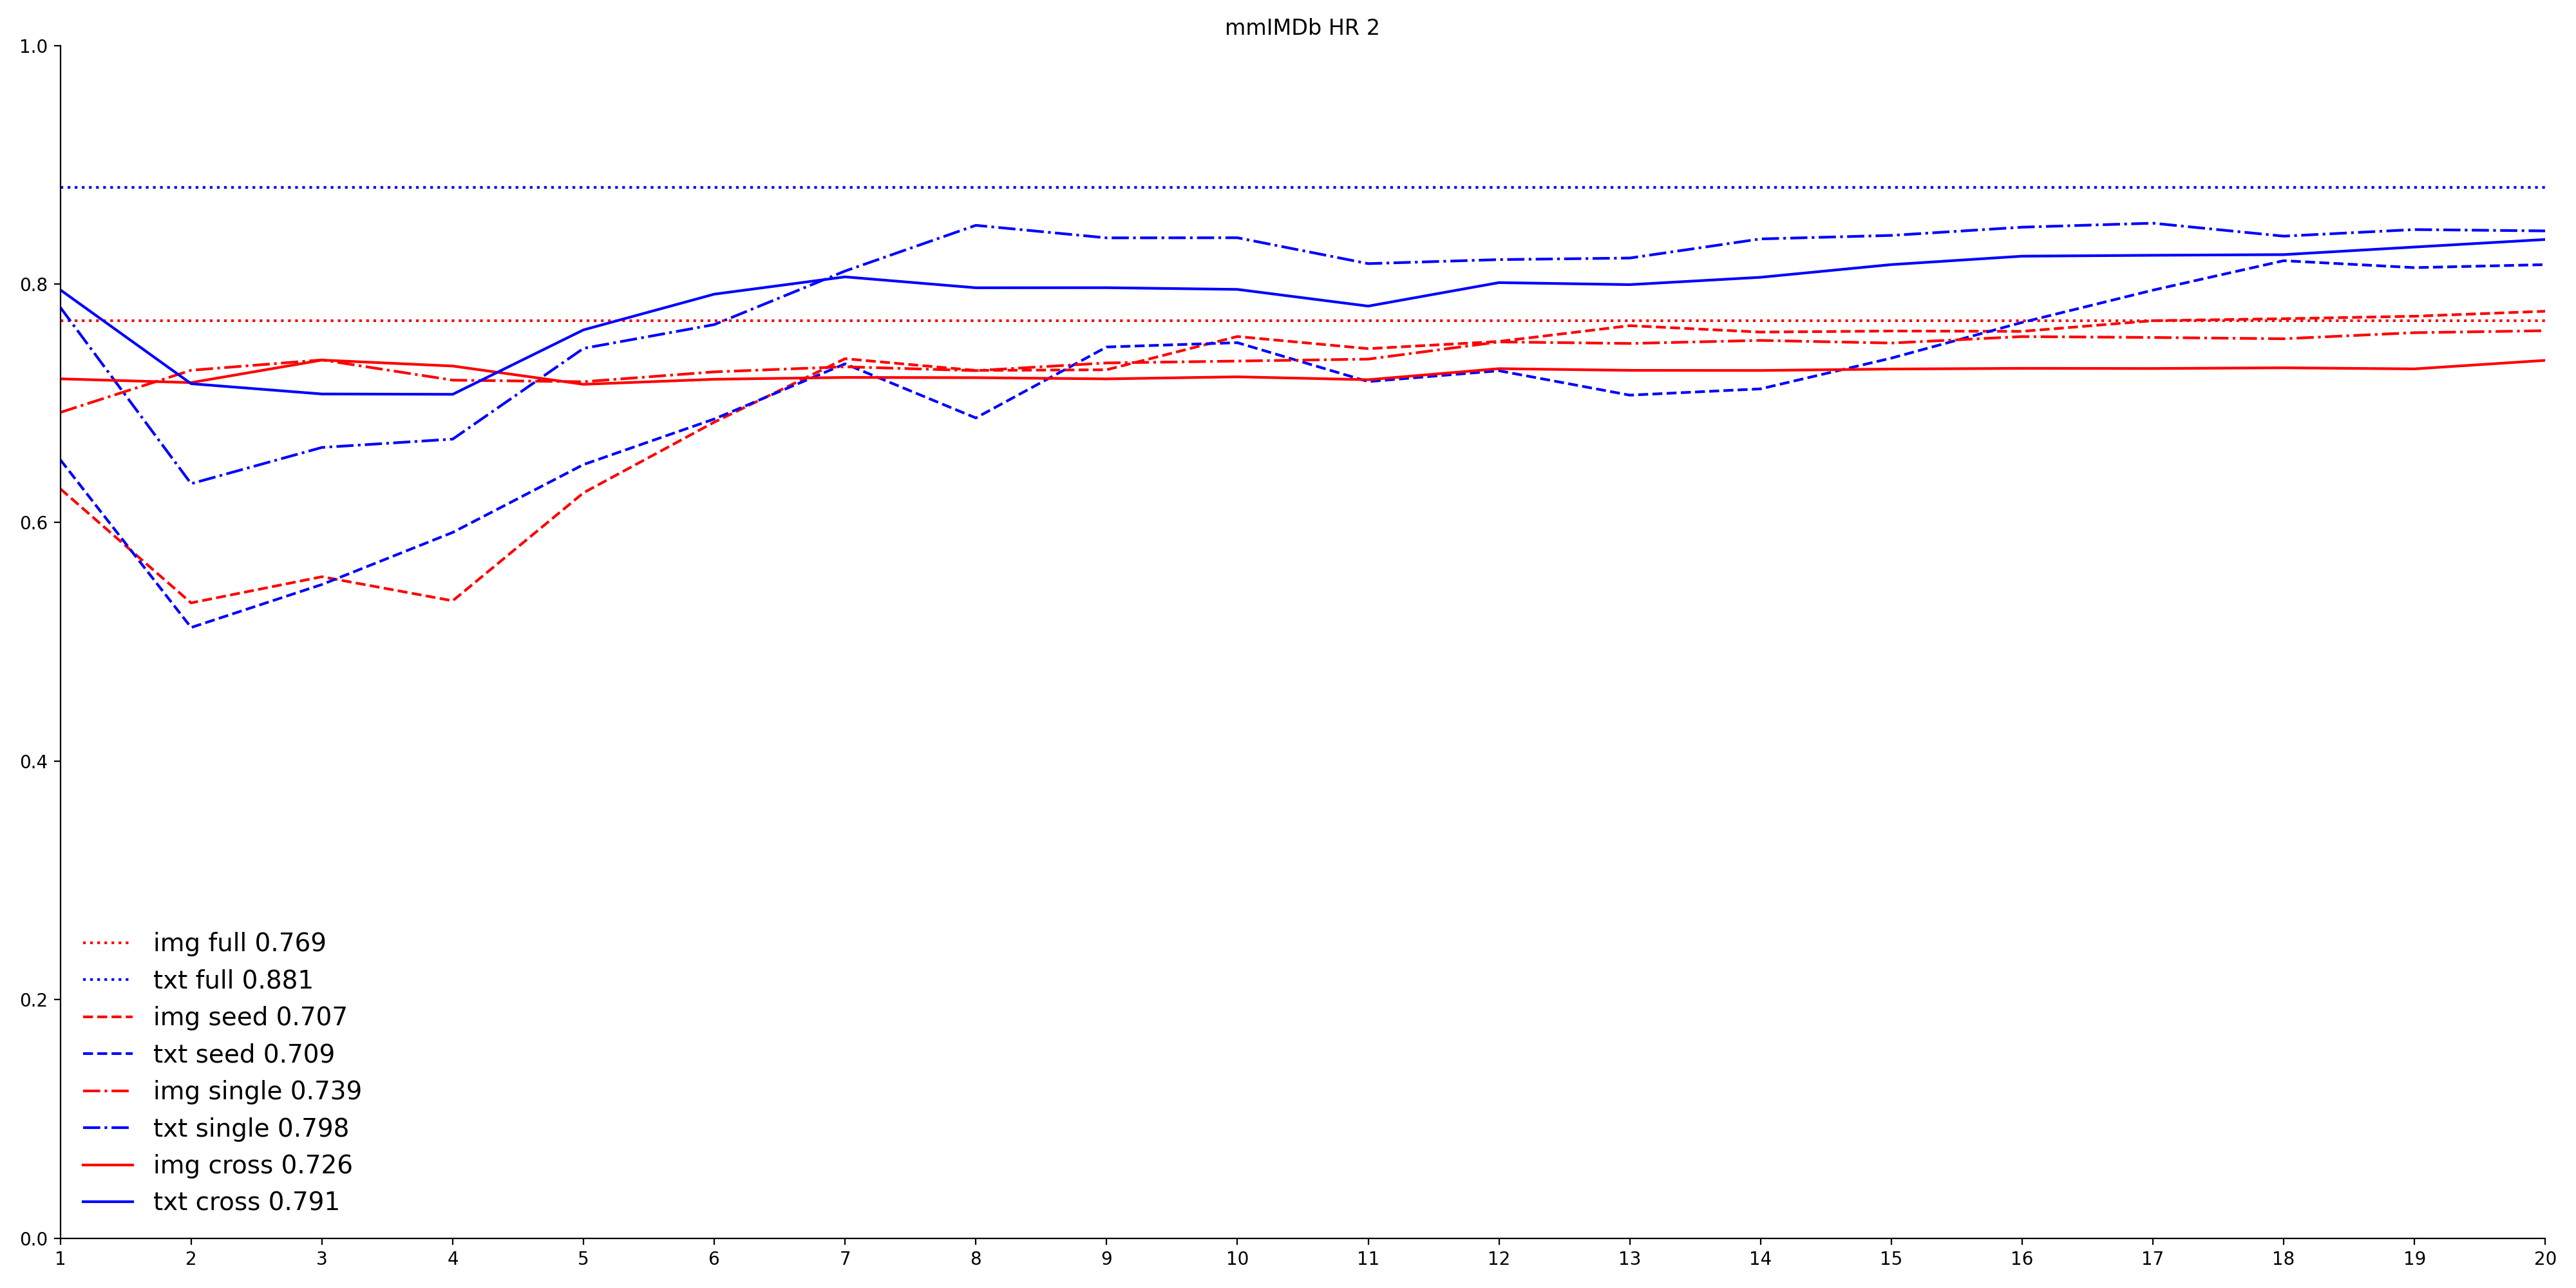 mmIMDb HR 2
1.0
0.8
0.6
0.4
0.2
0.0
img full 0.769
txt full 0.881
img seed 0.707
txt seed 0.709
img single 0.739
txt single 0.798
img cross 0.726
txt cross 0.791
1 2 3 4 5 6 7 8 9 10 11 12 13 14 15 16 17 18 19 20